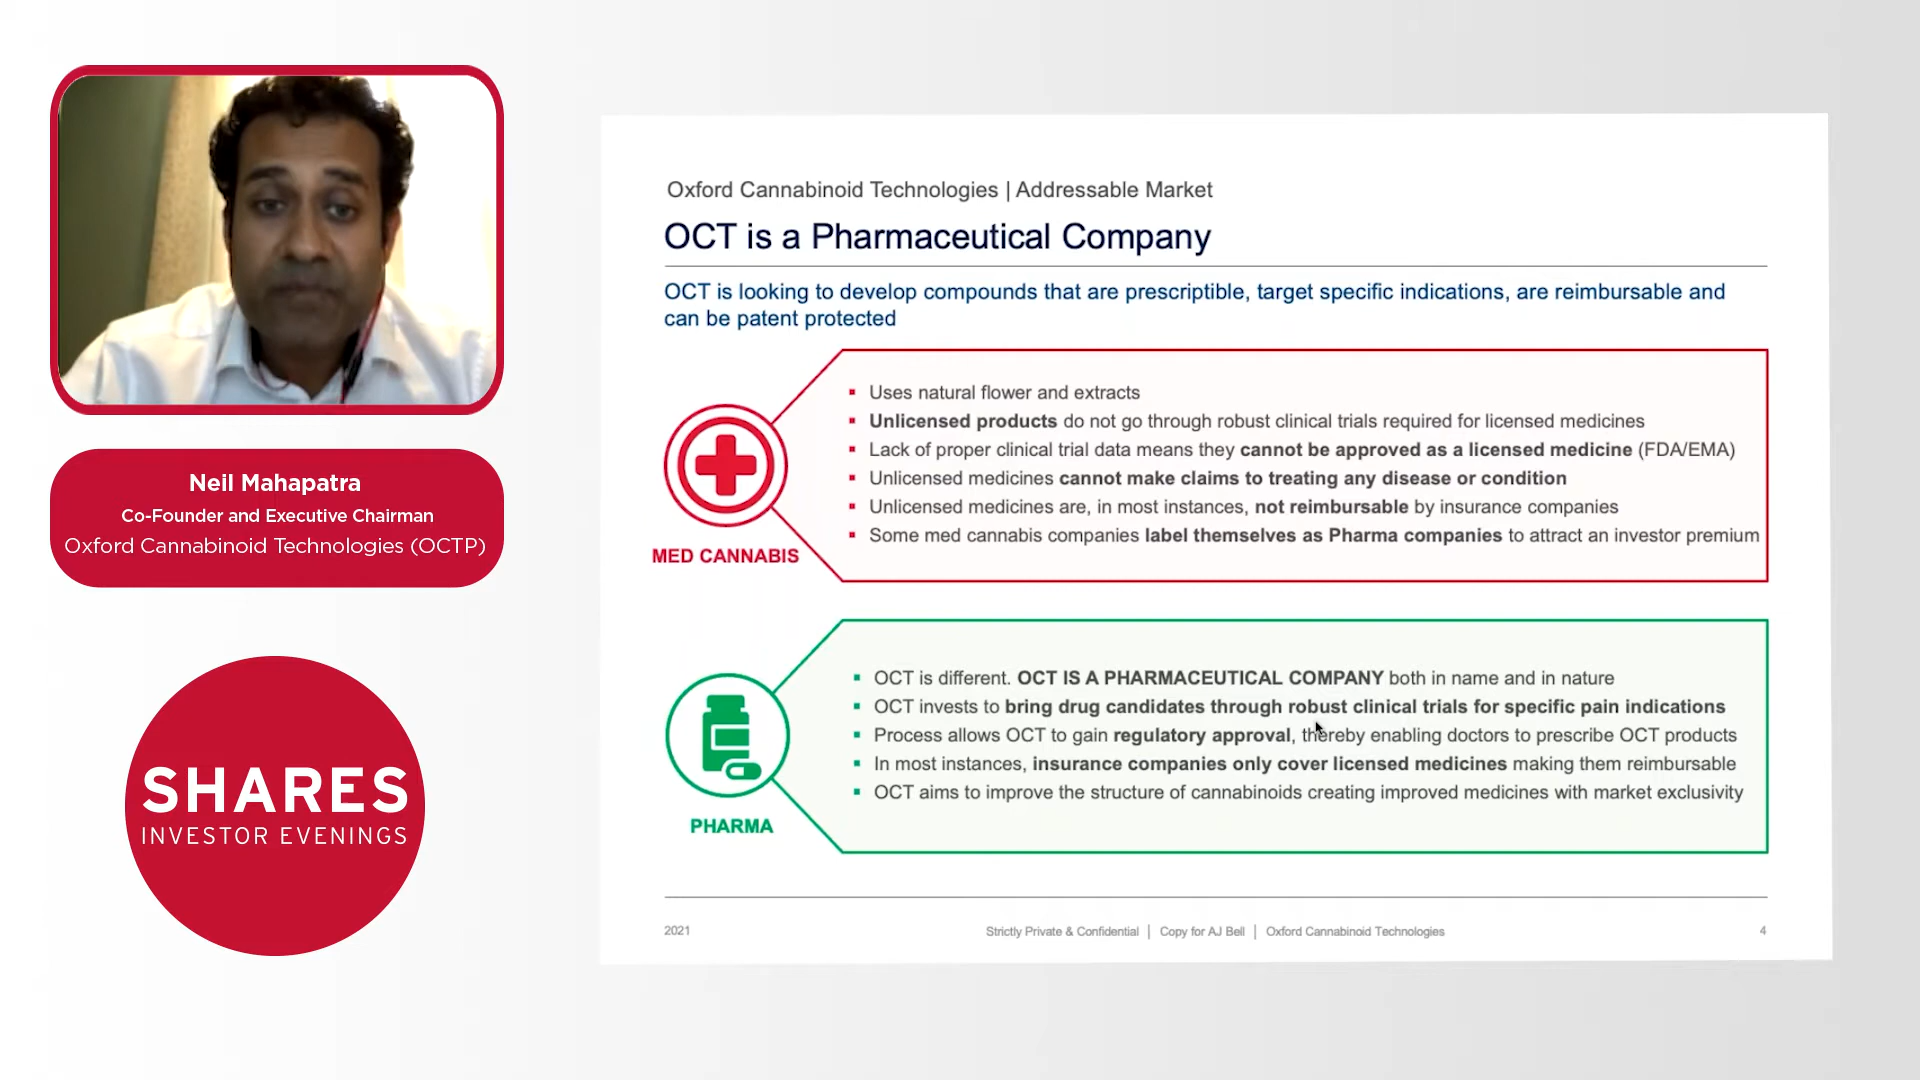 Neil Mahapatra
Co-Founder and Executive Chairman
Oxford Cannabinoid Technologies (OCTP)
SHARES
INVESTOR EVENINGS
Oxford Cannabinoid Technologies | Addressable Market
OCT is a Pharmaceutical Company
OCT is looking to develop compounds that are prescriptible, target specific indications, are reimbursable and
can be patent protected
MED CANNABIS
Uses natural flower and extracts
Unlicensed products do not go through robust clinical trials required for licensed medicines
Lack of proper clinical trial data means they cannot be approved as a licensed medicine (FDA/EMA)
Unlicensed medicines cannot make claims to treating any disease or condition
Unlicensed medicines are, in most instances, not reimbursable by insurance companies
Some med cannabis companies label themselves as Pharma companies to attract an investor premium
PHARMA
OCT is different. OCT IS A PHARMACEUTICAL COMPANY both in name and in nature
OCT invests to bring drug candidates through robust clinical trials for specific pain indications
Process allows OCT to gain regulatory approval, thereby enabling doctors to prescribe OCT products
In most instances, insurance companies only cover licensed medicines making them reimbursable
OCT aims to improve the structure of cannabinoids creating improved medicines with market exclusivity
2021
Strictly Private & Confidential | Copy for AJ Bell | Oxford Cannabinoid Technologies
4